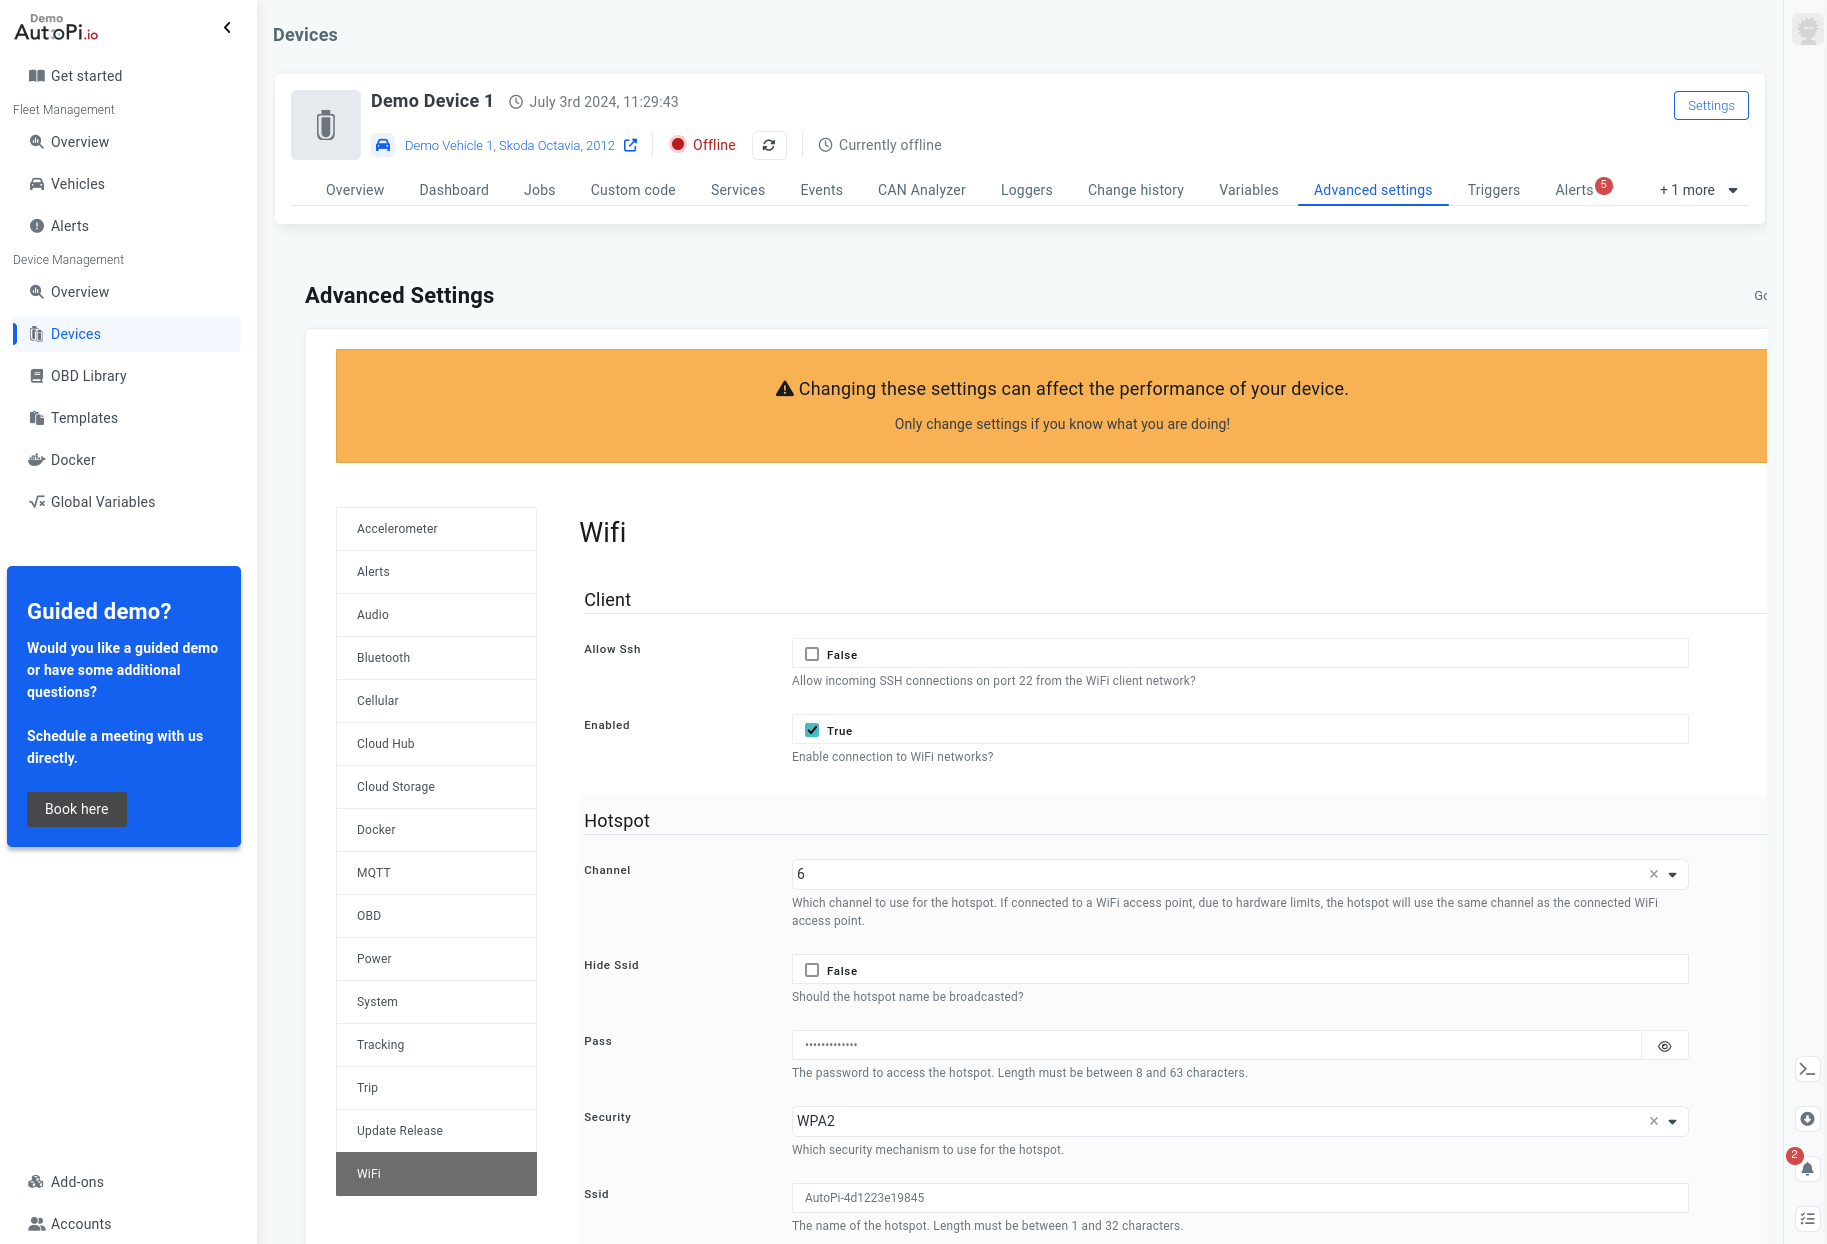 Demo
AutoPi.io
Get started
Fleet Management
Overview
Vehicles
Alerts
Device Management
Overview
Devices
OBD Library
Templates
Docker
Global Variables
Guided demo?
Would you like a guided demo
or have some additional
questions?
Schedule a meeting with us
directly.
Book here
Add-ons
Accounts
Devices
Demo Device 1
July 3rd 2024, 11:29:43
Settings
Demo Vehicle 1, Skoda Octavia, 2012
Offline
Currently offline
Overview
Dashboard
Jobs
Custom code
Services
Events
CAN Analyzer
Loggers
Change history
Variables
Advanced settings
Triggers
Alerts
5
+ 1 more
Advanced Settings
Go
Changing these settings can affect the performance of your device.
Only change settings if you know what you are doing!
Accelerometer
Alerts
Audio
Bluetooth
Cellular
Cloud Hub
Cloud Storage
Docker
MQTT
OBD
Power
System
Tracking
Trip
Update Release
WiFi
Wifi
Client
Allow Ssh
False
Allow incoming SSH connections on port 22 from the WiFi client network?
Enabled
True
Enable connection to WiFi networks?
Hotspot
Channel
6
Which channel to use for the hotspot. If connected to a WiFi access point, due to hardware limits, the hotspot will use the same channel as the connected WiFi
access point.
Hide Ssid
False
Should the hotspot name be broadcasted?
Pass
•••••••••••••
The password to access the hotspot. Length must be between 8 and 63 characters.
Security
WPA2
Which security mechanism to use for the hotspot.
Ssid
AutoPi-4d1223e19845
The name of the hotspot. Length must be between 1 and 32 characters.
2